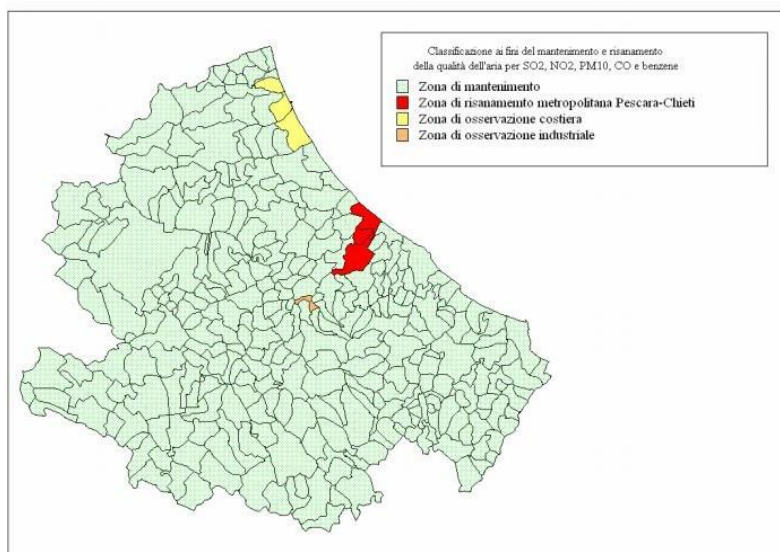 Classificazione ai fini del mantenimento e risanamento
della qualità dell'aria per SO2, NO2, PM10, CO e benzene
Zona di mantenimento
Zona di risanamemto metropolitana Pescara-Chieti
Zona di osservazione costiera
Zona di osservazione industriale